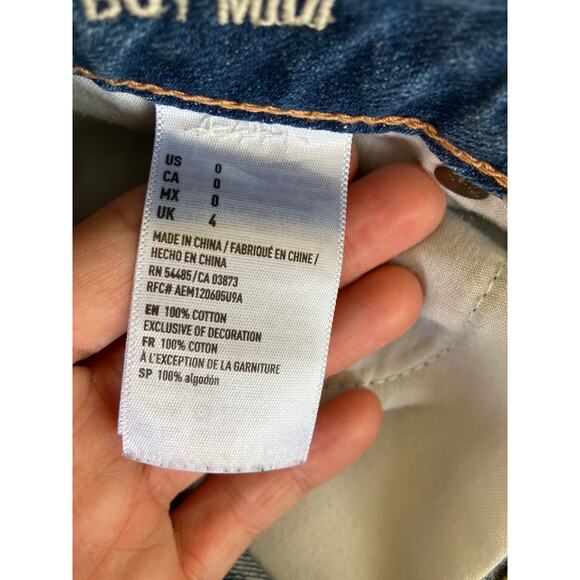 BOY MIDI
US 0
CA 0
MX 0
UK 4
MADE IN CHINA / FABRIQUÉ EN CHINE /
HECHO EN CHINA
RN 54485/CA 03873
RFC# AEM120605U9A
EN 100% COTTON
EXCLUSIVE OF DECORATION
FR 100% COTON
À L'EXCEPTION DE LA GARNITURE
SP 100% algodón